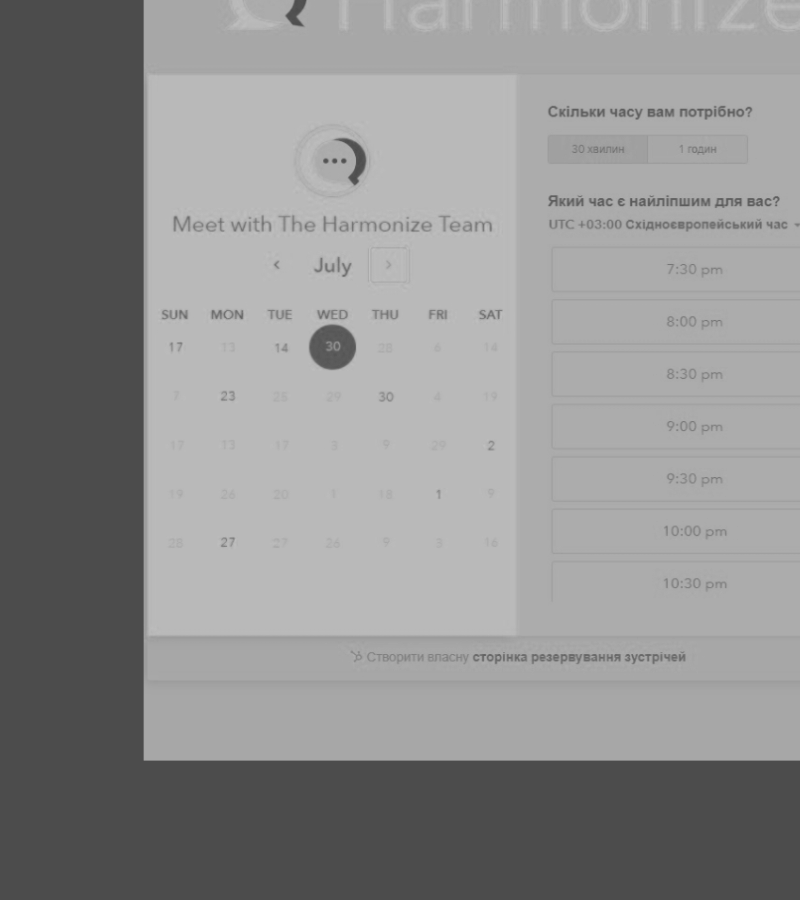 Harmonize
Meet with The Harmonize Team
‹ July ›
SUN MON TUE WED THU FRI SAT
17 13 14 30 28 6 14
7 23 25 29 30 4 19
17 13 17 3 9 29 2
19 26 20 1 18 1 9
28 27 27 26 9 3 16
Скільки часу вам потрібно?
30 хвилин 1 годин
Який час є найліпшим для вас?
UTC +03:00 Східноєвропейський час
7:30 pm
8:00 pm
8:30 pm
9:00 pm
9:30 pm
10:00 pm
10:30 pm
Створити власну сторінка резервування зустрічей